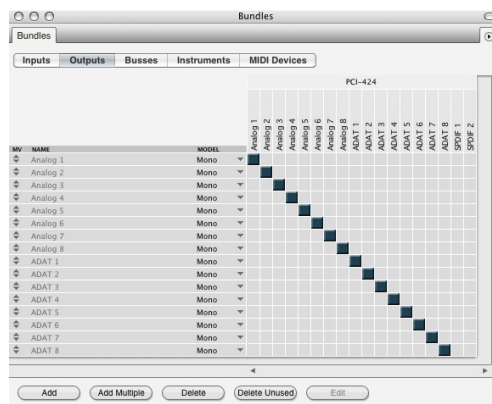 Bundles
Bundles
Inputs Outputs Busses Instruments MIDI Devices
PCI-424
Analog 1 Analog 2 Analog 3 Analog 4 Analog 5 Analog 6 Analog 7 Analog 8 ADAT 1 ADAT 2 ADAT 3 ADAT 4 ADAT 5 ADAT 6 ADAT 7 ADAT 8 SPDIF 1 SPDIF 2
MV NAME MODEL
Analog 1 Mono
Analog 2 Mono
Analog 3 Mono
Analog 4 Mono
Analog 5 Mono
Analog 6 Mono
Analog 7 Mono
Analog 8 Mono
ADAT 1 Mono
ADAT 2 Mono
ADAT 3 Mono
ADAT 4 Mono
ADAT 5 Mono
ADAT 6 Mono
ADAT 7 Mono
ADAT 8 Mono
Add Add Multiple Delete Delete Unused Edit